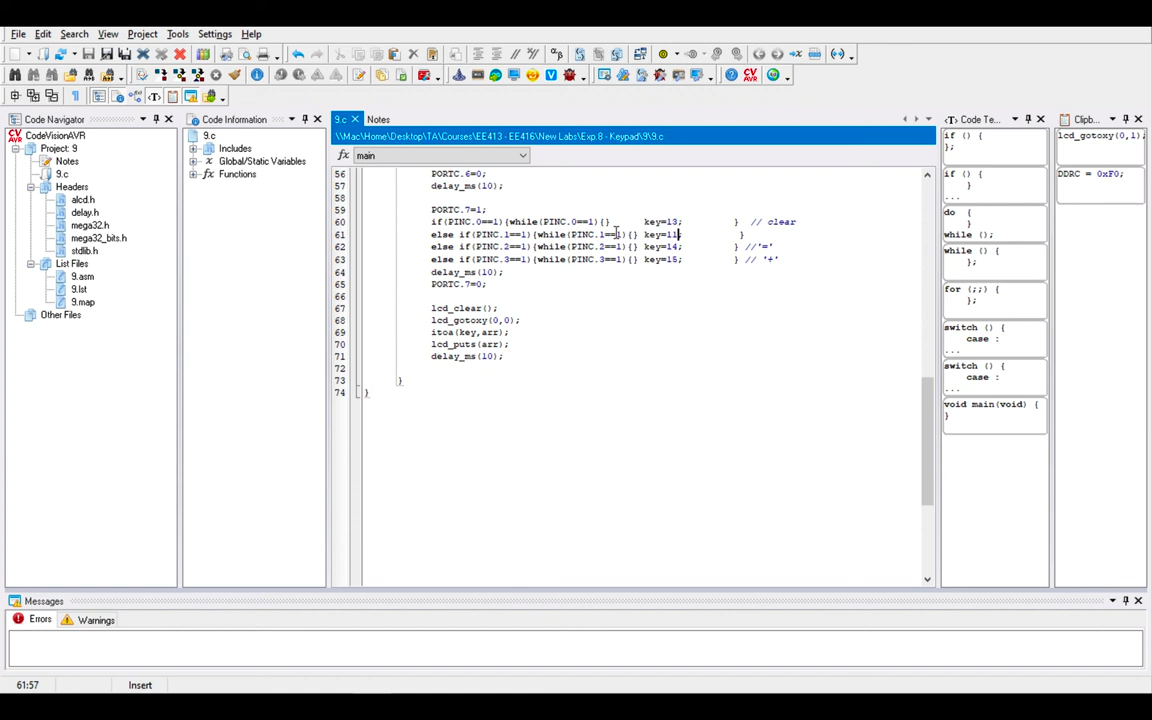 File Edit Search View Project Tools Settings Help
Code Navigator
CodeVisionAVR
Project: 9
Notes
9.c
Headers
alcd.h
delay.h
mega32.h
mega32_bits.h
stdlib.h
List Files
9.asm
9.lst
9.map
Other Files
Code Information
9.c
Includes
Global/Static Variables
Functions
9.c Notes
\\Mac\Home\Desktop\TA\Courses\EE413 - EE416\New Labs\Exp.8 - Keypad\9\9.c
main
56 PORTC.6=0;
57 delay_ms(10);
58
59 PORTC.7=1;
60 if(PINC.0==1){while(PINC.0==1){} key=13; } // clear
61 else if(PINC.1==1){while(PINC.1==1){} key=11; }
62 else if(PINC.2==1){while(PINC.2==1){} key=14; } //'='
63 else if(PINC.3==1){while(PINC.3==1){} key=15; } // '+'
64 delay_ms(10);
65 PORTC.7=0;
66
67 lcd_clear();
68 lcd_gotoxy(0,0);
69 itoa(key,arr);
70 lcd_puts(arr);
71 delay_ms(10);
72
73 }
74 }
Code Te...
if () {
};
if () {
}
...
do {
}
while ();
while () {
};
for (;;) {
};
switch () {
case :
...
switch () {
case :
...
void main(void) {
}
Clipb...
lcd_gotoxy(0,1);
DDRC = 0xF0;
Messages
Errors Warnings
61:57 Insert